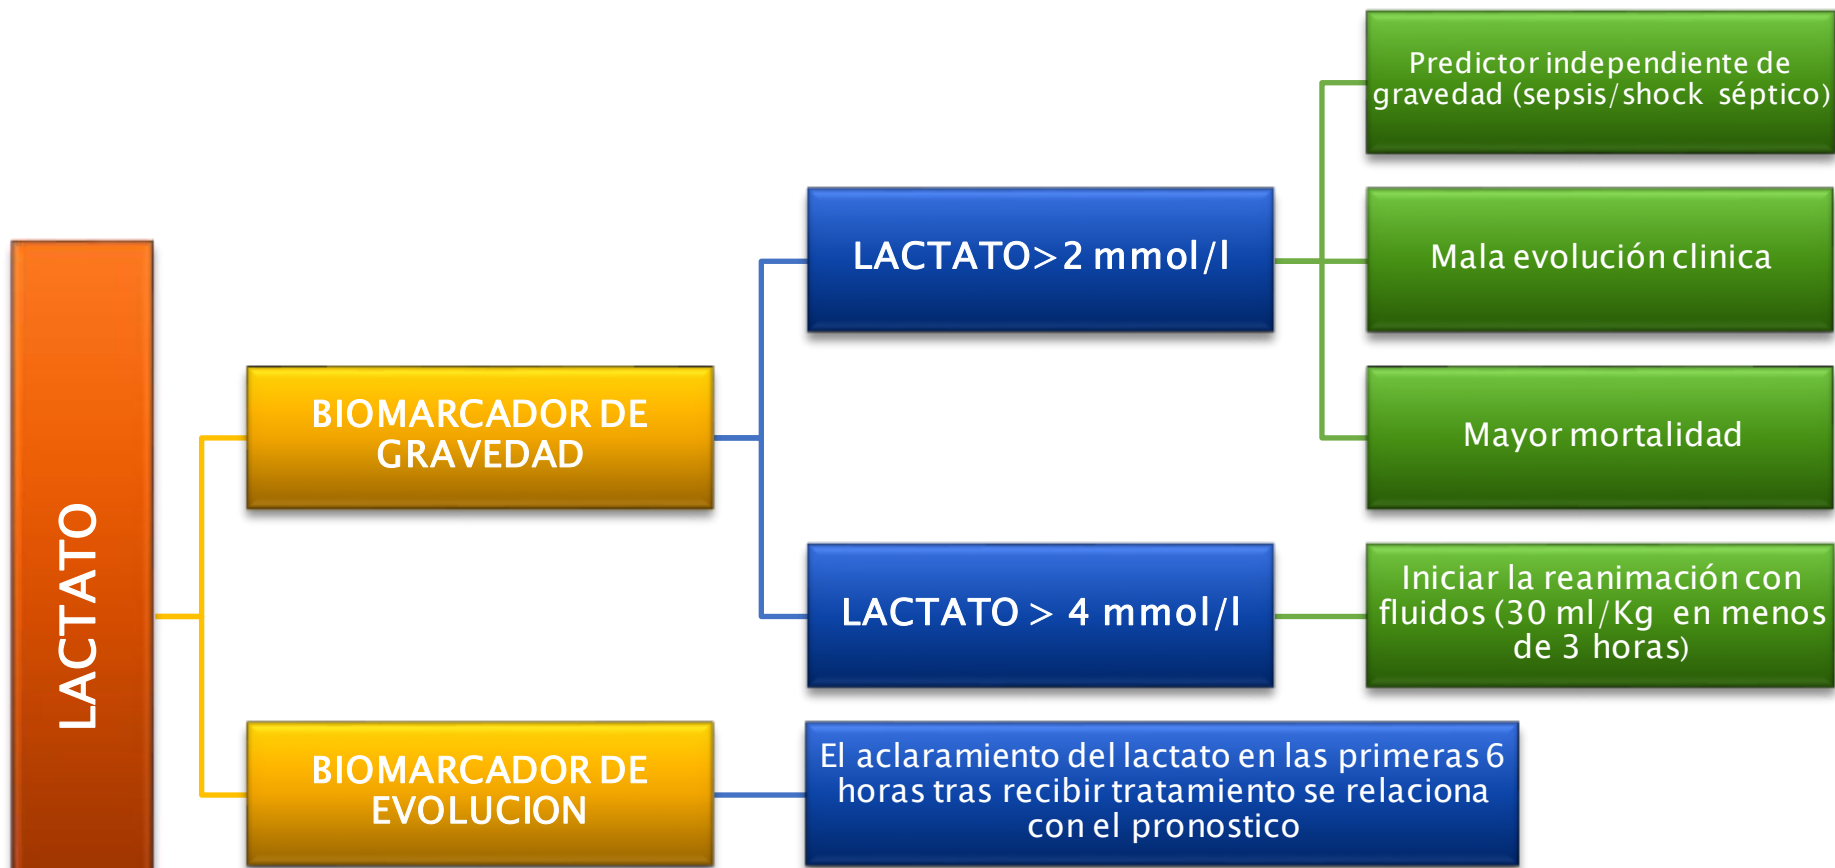 LACTATO
BIOMARCADOR DE
GRAVEDAD
LACTATO>2 mmol/l
Predictor independiente de
gravedad (sepsis/shock séptico)
Mala evolución clinica
Mayor mortalidad
LACTATO > 4 mmol/l
Iniciar la reanimación con
fluidos (30 ml/Kg en menos
de 3 horas)
BIOMARCADOR DE
EVOLUCION
El aclaramiento del lactato en las primeras 6
horas tras recibir tratamiento se relaciona
con el pronostico